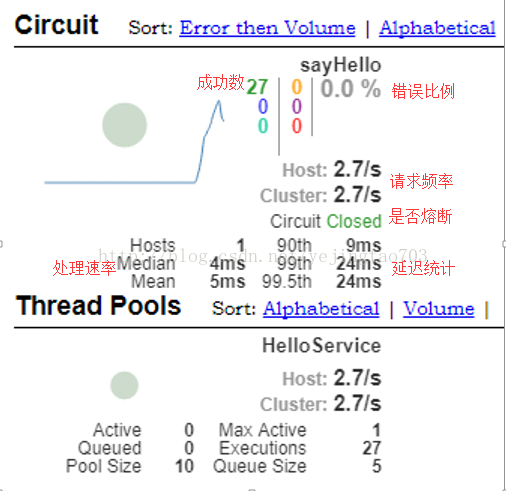 Circuit Sort: Error then Volume | Alphabetical
sayHello
成功数 27 0 0.0 % 错误比例
0 0
0 0
Host: 2.7/s
Cluster: 2.7/s 请求频率
Circuit Closed 是否熔断
http://blog.csdn.net/yejingtao703
Hosts 1 90th 9ms
处理速率 Median 4ms 99th 24ms 延迟统计
Mean 5ms 99.5th 24ms
Thread Pools Sort: Alphabetical | Volume |
HelloService
Host: 2.7/s
Cluster: 2.7/s
Active 0 Max Active 1
Queued 0 Executions 27
Pool Size 10 Queue Size 5